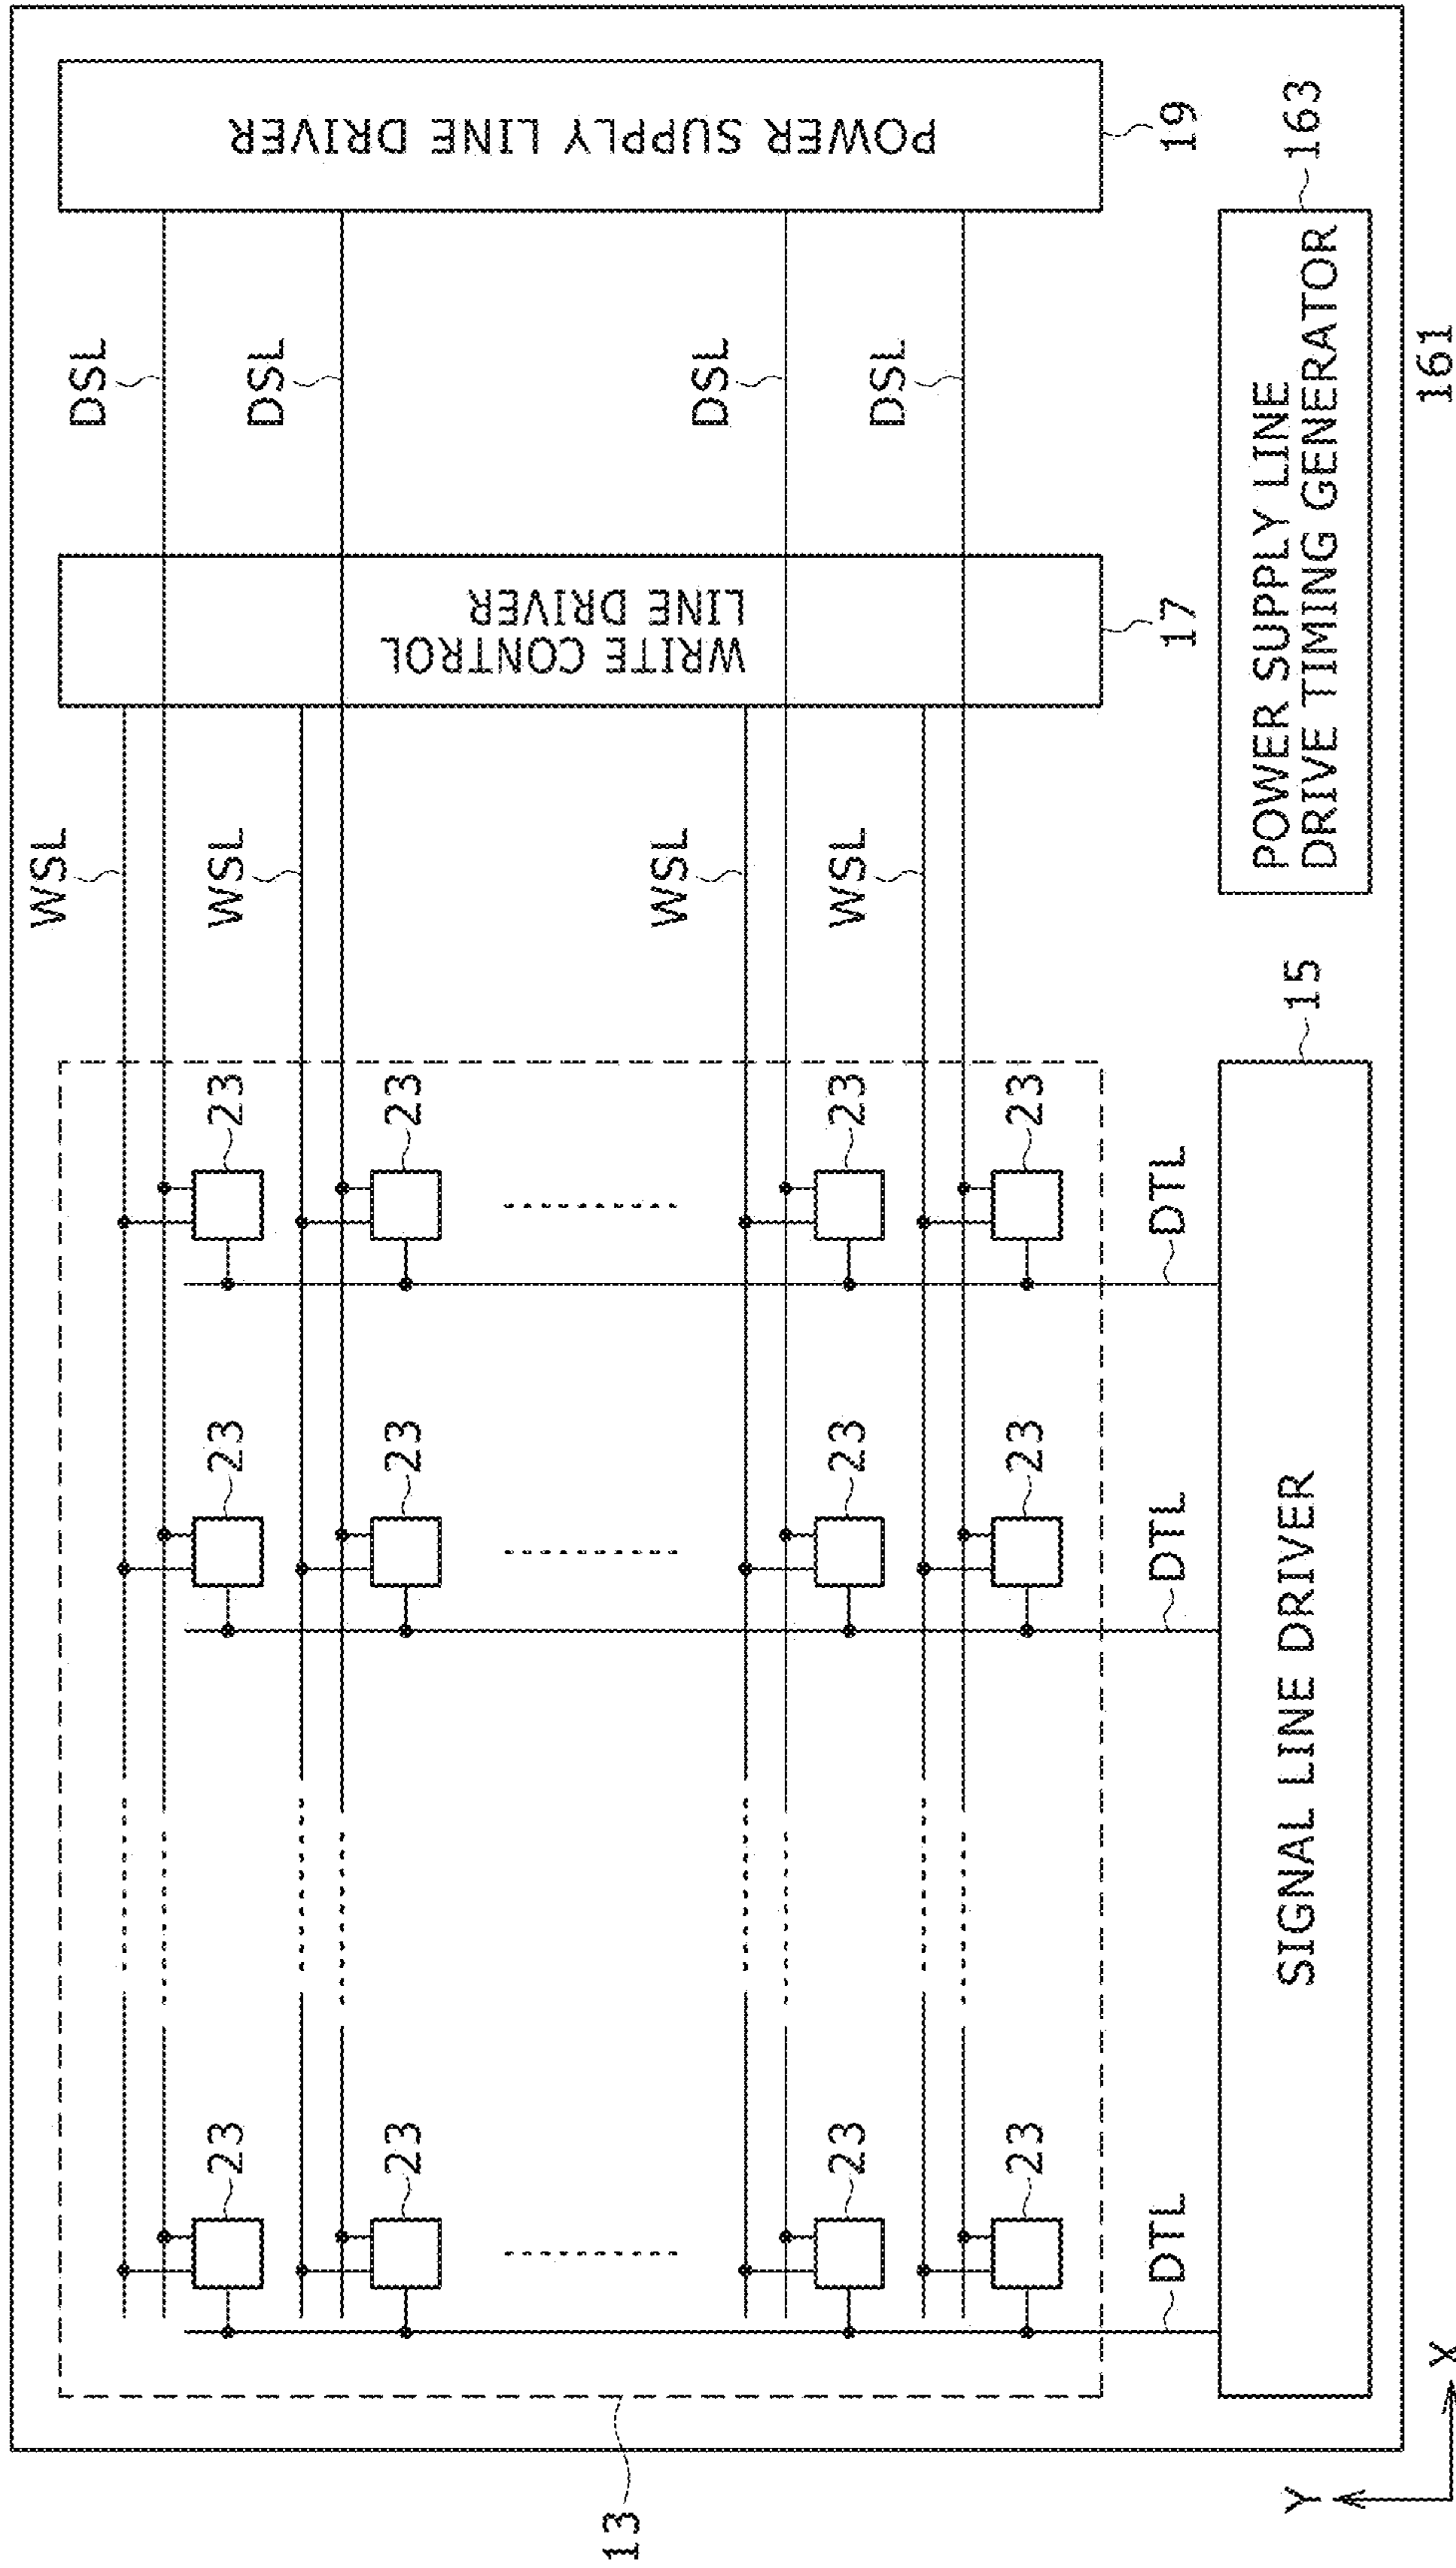 WSL
DSL
23
23
23
WSL
DSL
23
23
23
13
WRITE CONTROL
LINE DRIVER
POWER SUPPLY LINE DRIVER
WSL
DSL
23
23
23
WSL
DSL
23
23
23
DTL
DTL
DTL
17
19
SIGNAL LINE DRIVER
15
POWER SUPPLY LINE
DRIVE TIMING GENERATOR
163
Y
X
161